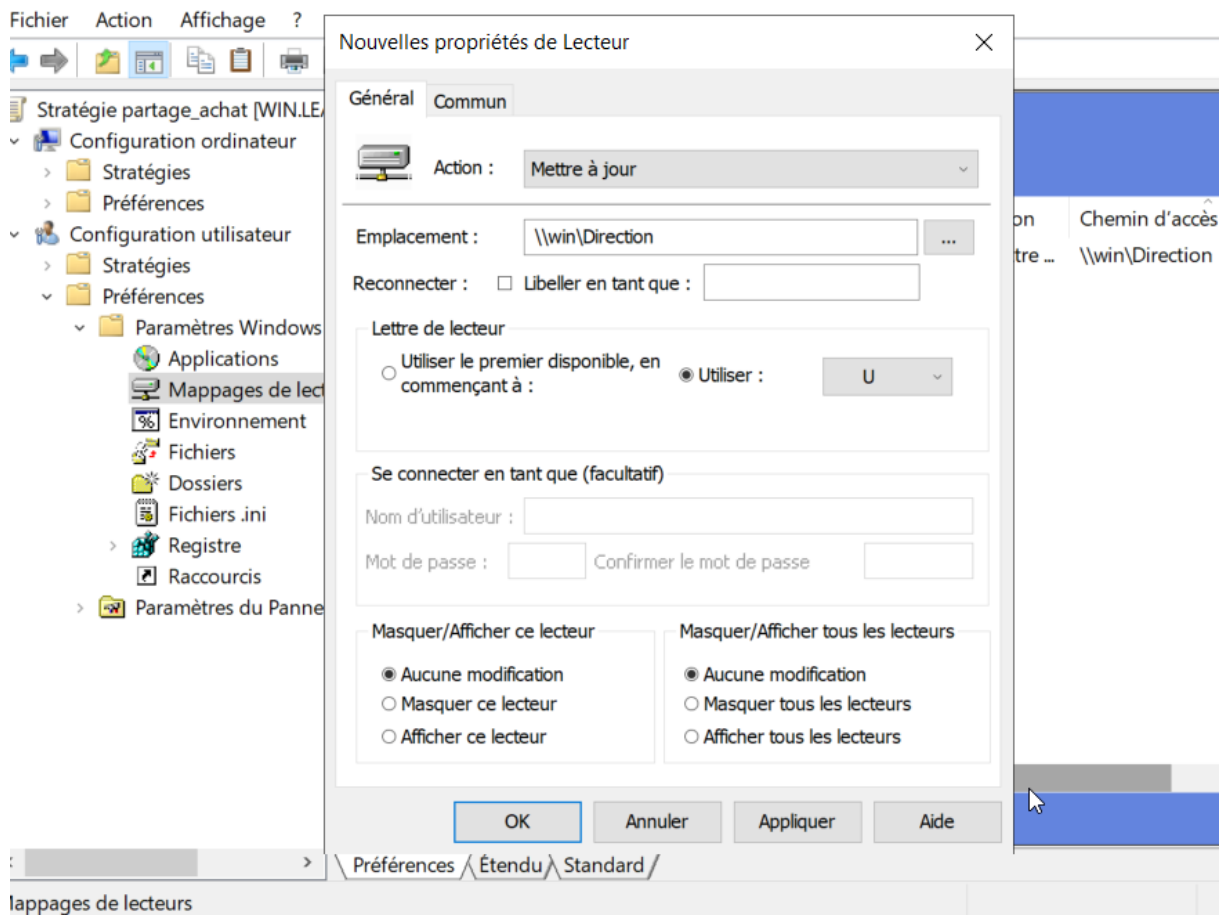 Fichier Action Affichage ?
Nouvelles propriétés de Lecteur
Général Commun
Stratégie partage_achat [WIN.LEA
Configuration ordinateur
Stratégies
Préférences
Configuration utilisateur
Stratégies
Préférences
Paramètres Windows
Applications
Mappages de lect
Environnement
Fichiers
Dossiers
Fichiers .ini
Registre
Raccourcis
Paramètres du Panne
Action : Mettre à jour
Emplacement : \\win\Direction ...
Reconnecter : Libeller en tant que :
Lettre de lecteur
Utiliser le premier disponible, en
commençant à :
Utiliser : U
Se connecter en tant que (facultatif)
Nom d'utilisateur :
Mot de passe : Confirmer le mot de passe
Masquer/Afficher ce lecteur
Aucune modification
Masquer ce lecteur
Afficher ce lecteur
Masquer/Afficher tous les lecteurs
Aucune modification
Masquer tous les lecteurs
Afficher tous les lecteurs
OK Annuler Appliquer Aide
on Chemin d'accès
tre ... \\win\Direction
Préférences Étendu Standard
Mappages de lecteurs